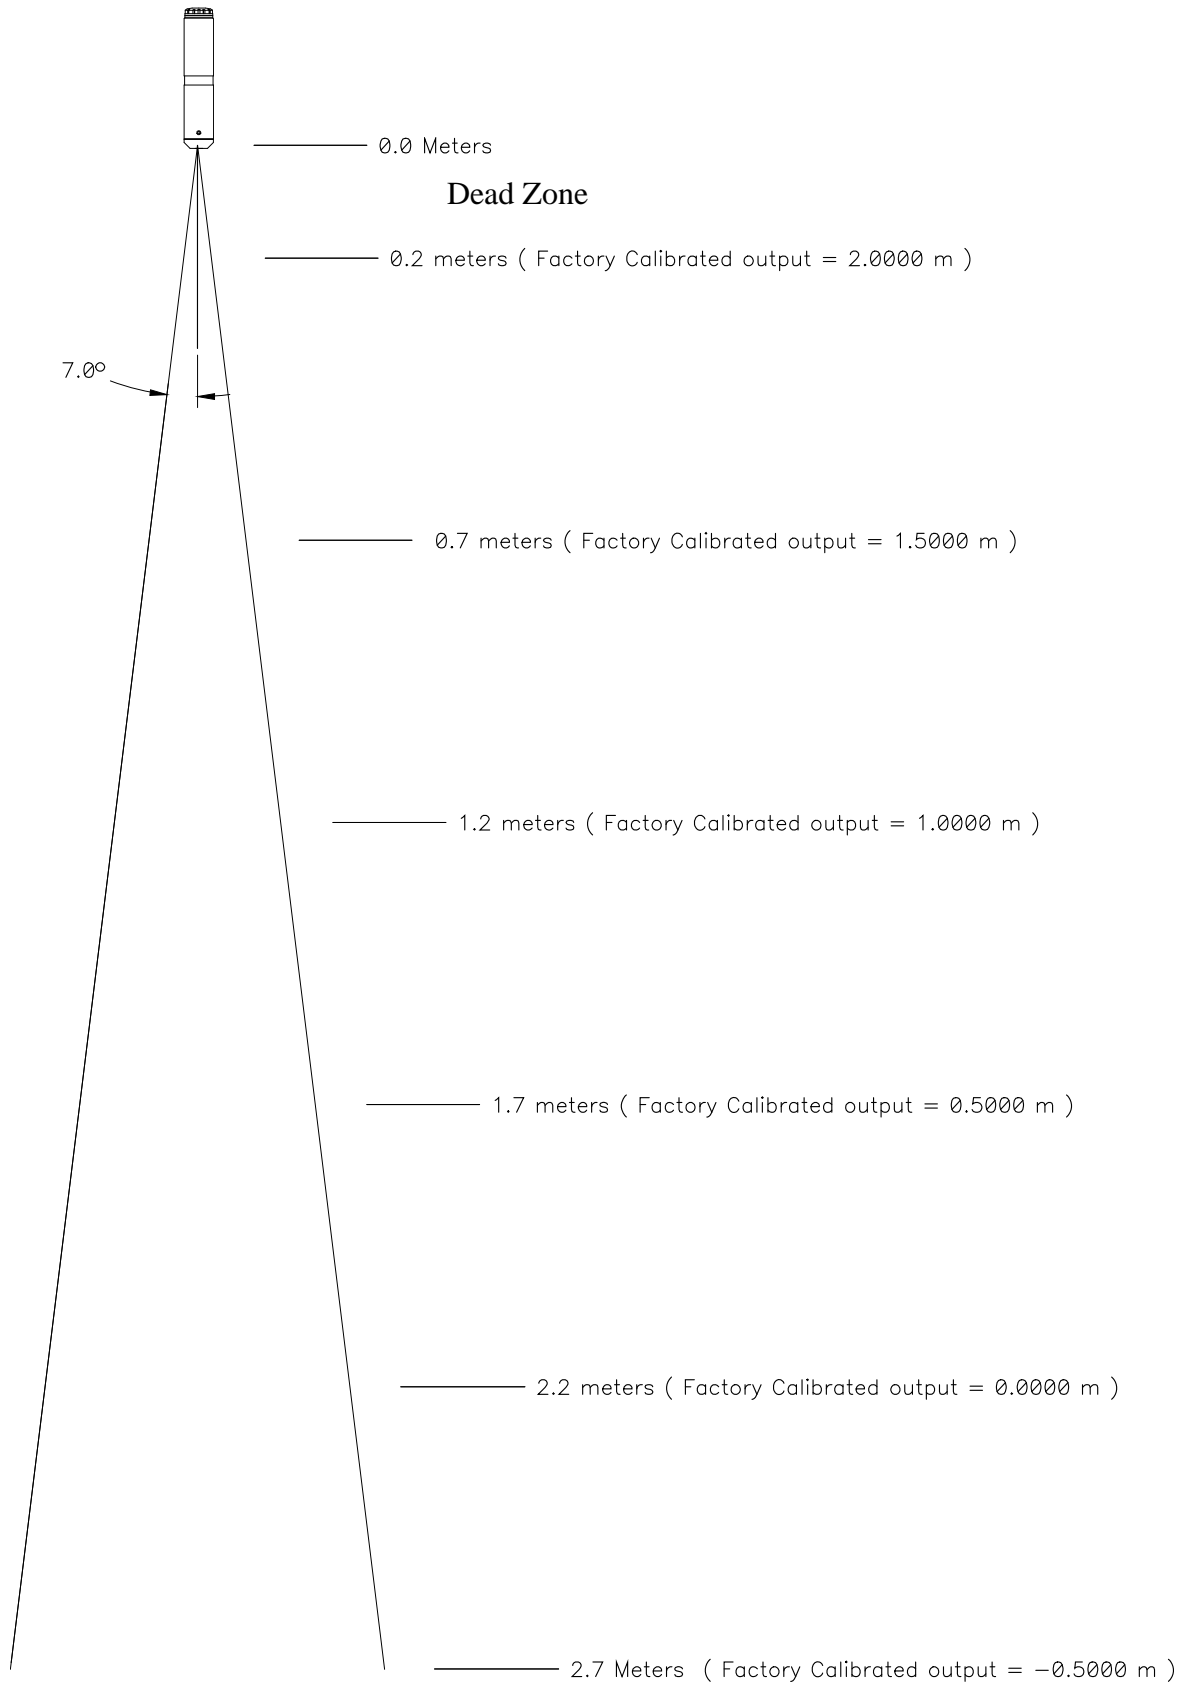 0.0 Meters
Dead Zone
0.2 meters ( Factory Calibrated output = 2.0000 m )
7.0°
0.7 meters ( Factory Calibrated output = 1.5000 m )
1.2 meters ( Factory Calibrated output = 1.0000 m )
1.7 meters ( Factory Calibrated output = 0.5000 m )
2.2 meters ( Factory Calibrated output = 0.0000 m )
2.7 Meters ( Factory Calibrated output = −0.5000 m )